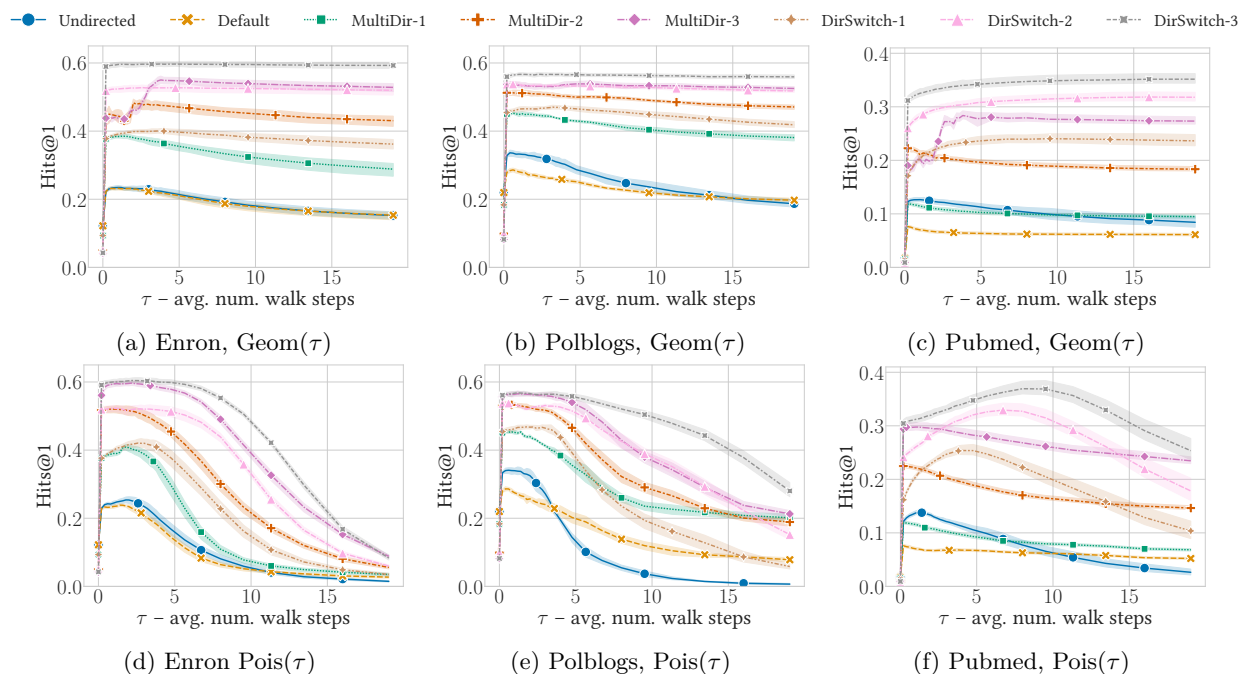 Undirected Default MultiDir-1 MultiDir-2 MultiDir-3 DirSwitch-1 DirSwitch-2 DirSwitch-3
Hits@1
0.6
0.4
0.2
0.0
0 5 10 15
τ – avg. num. walk steps
(a) Enron, Geom(τ)
Hits@1
0.6
0.4
0.2
0.0
0 5 10 15
τ – avg. num. walk steps
(b) Polblogs, Geom(τ)
Hits@1
0.4
0.3
0.2
0.1
0.0
0 5 10 15
τ – avg. num. walk steps
(c) Pubmed, Geom(τ)
Hits@1
0.6
0.4
0.2
0.0
0 5 10 15
τ – avg. num. walk steps
(d) Enron Pois(τ)
Hits@1
0.6
0.4
0.2
0.0
0 5 10 15
τ – avg. num. walk steps
(e) Polblogs, Pois(τ)
Hits@1
0.4
0.3
0.2
0.1
0.0
0 5 10 15
τ – avg. num. walk steps
(f) Pubmed, Pois(τ)